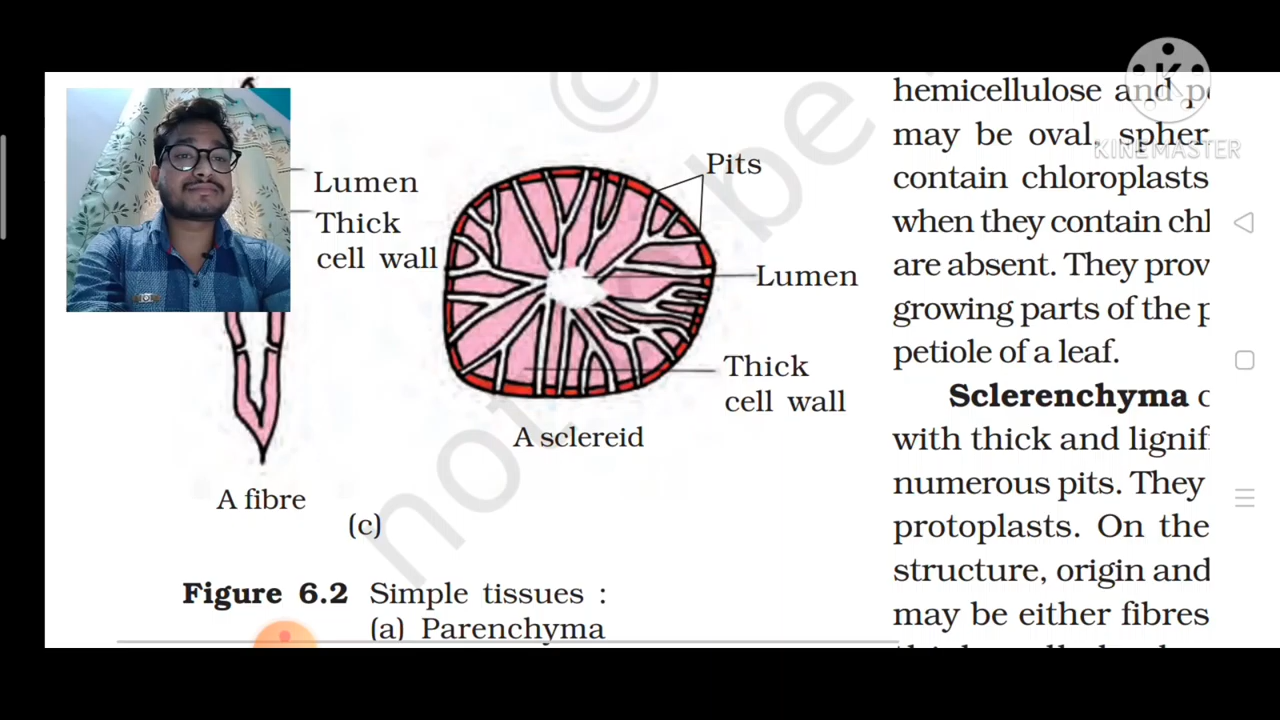 Lumen
Thick
cell wall
Pits
Lumen
Thick
cell wall
A sclereid
A fibre
(c)
Figure 6.2 Simple tissues :
(a) Parenchyma
hemicellulose and
may be oval, spher
contain chloroplasts
when they contain chl
are absent. They prov
growing parts of the p
petiole of a leaf.
Sclerenchyma c
with thick and lignifi
numerous pits. They
protoplasts. On the
structure, origin and
may be either fibres
K
KINEMASTER
©
not
be